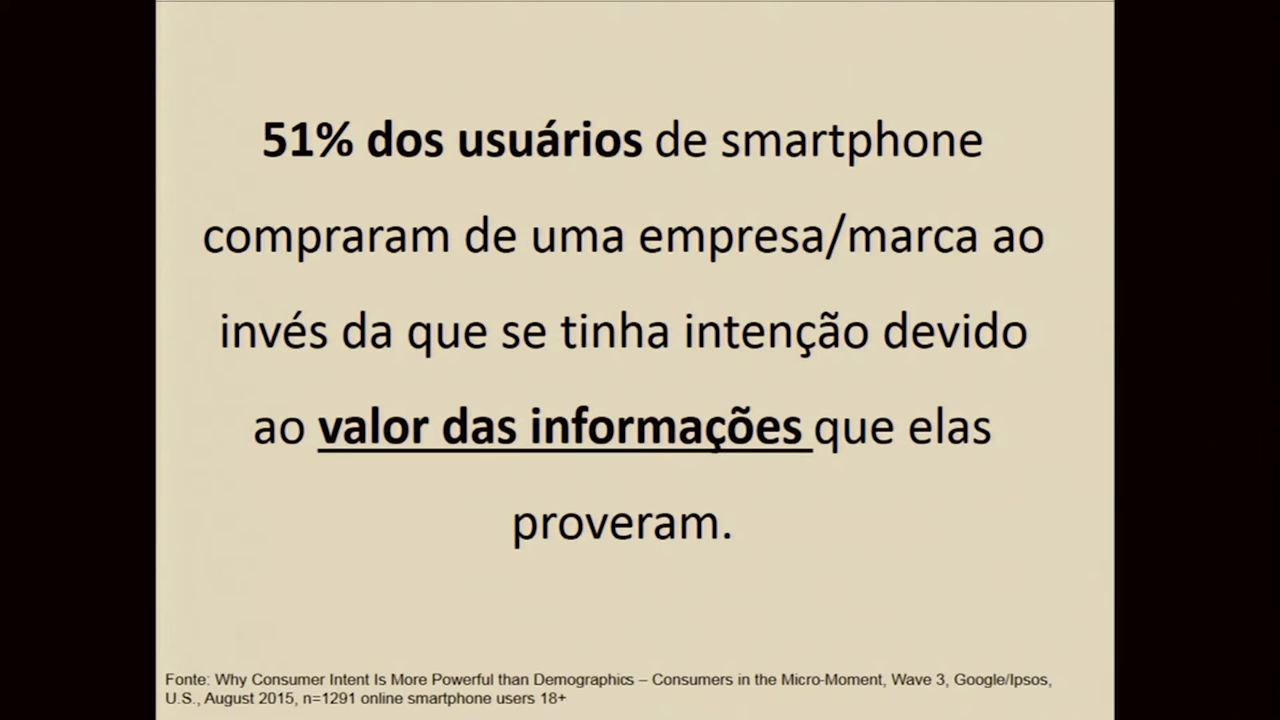 51% dos usuários de smartphone
compraram de uma empresa/marca ao
invés da que se tinha intenção devido
ao valor das informações que elas
proveram.
Fonte: Why Consumer Intent Is More Powerful than Demographics – Consumers in the Micro-Moment, Wave 3, Google/Ipsos,
U.S., August 2015, n=1291 online smartphone users 18+